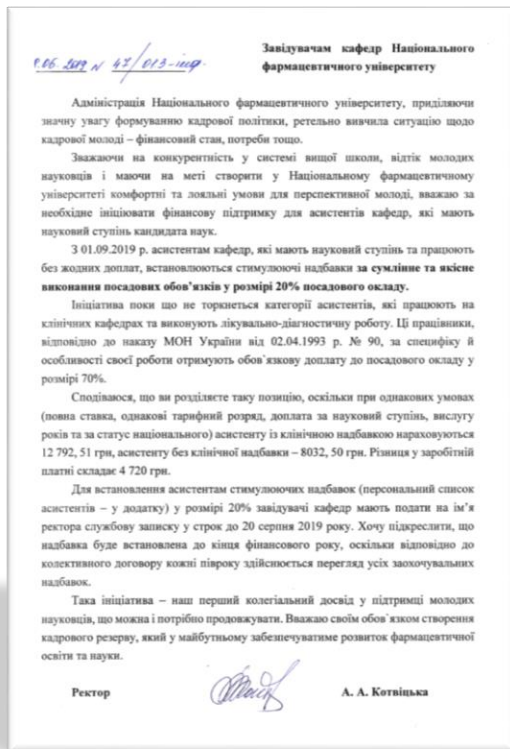 Завідувачам кафедр Національного
06. 2019 N 47/013-інф.
фармацевтичного університету
Адміністрація Національного фармацевтичного університету, приділяючи
значну увагу формуванню кадрової політики, ретельно вивчила ситуацію щодо
кадрової молоді – фінансовий стан, потреби тощо.
Зважаючи на конкурентність у системі вищої школи, відтік молодих
науковців і маючи на меті створити у Національному фармацевтичному
університеті комфортні та лояльні умови для перспективної молоді, вважаю за
необхідне ініціювати фінансову підтримку для асистентів кафедр, які мають
науковий ступінь кандидата наук.
З 01.09.2019 р. асистентам кафедр, які мають науковий ступінь та працюють
без жодних доплат, встановлюються стимулюючі надбавки за сумлінне та якісне
виконання посадових обов’язків у розмірі 20% посадового окладу.
Ініціатива поки що не торкнеться категорії асистентів, які працюють на
клінічних кафедрах та виконують лікувально-діагностичну роботу. Ці працівники,
відповідно до наказу МОН України від 02.04.1993 р. № 90, за специфіку й
особливості своєї роботи отримують обов`язкову доплату до посадового окладу у
розмірі 70%.
Сподіваюся, що ви розділяєте таку позицію, оскільки при однакових умовах
(повна ставка, однакові тарифний розряд, доплата за науковий ступінь, вислугу
років та за статус національного) асистенту із клінічною надбавкою нараховуються
12 792, 51 грн, асистенту без клінічної надбавки – 8032, 50 грн. Різниця у заробітній
платні складає 4 720 грн.
Для встановлення асистентам стимулюючих надбавок (персональний список
асистентів – у додатку) у розмірі 20% завідувачі кафедр мають подати на ім’я
ректора службову записку у строк до 20 серпня 2019 року. Хочу підкреслити, що
надбавка буде встановлена до кінця фінансового року, оскільки відповідно до
колективного договору кожні півроку здійснюється перегляд усіх заохочувальних
надбавок.
Така ініціатива – наш перший колегіальний досвід у підтримці молодих
науковців, що можна і потрібно продовжувати. Вважаю своїм обов`язком створення
кадрового резерву, який у майбутньому забезпечуватиме розвиток фармацевтичної
освіти та науки.
Ректор А. А. Котвіцька